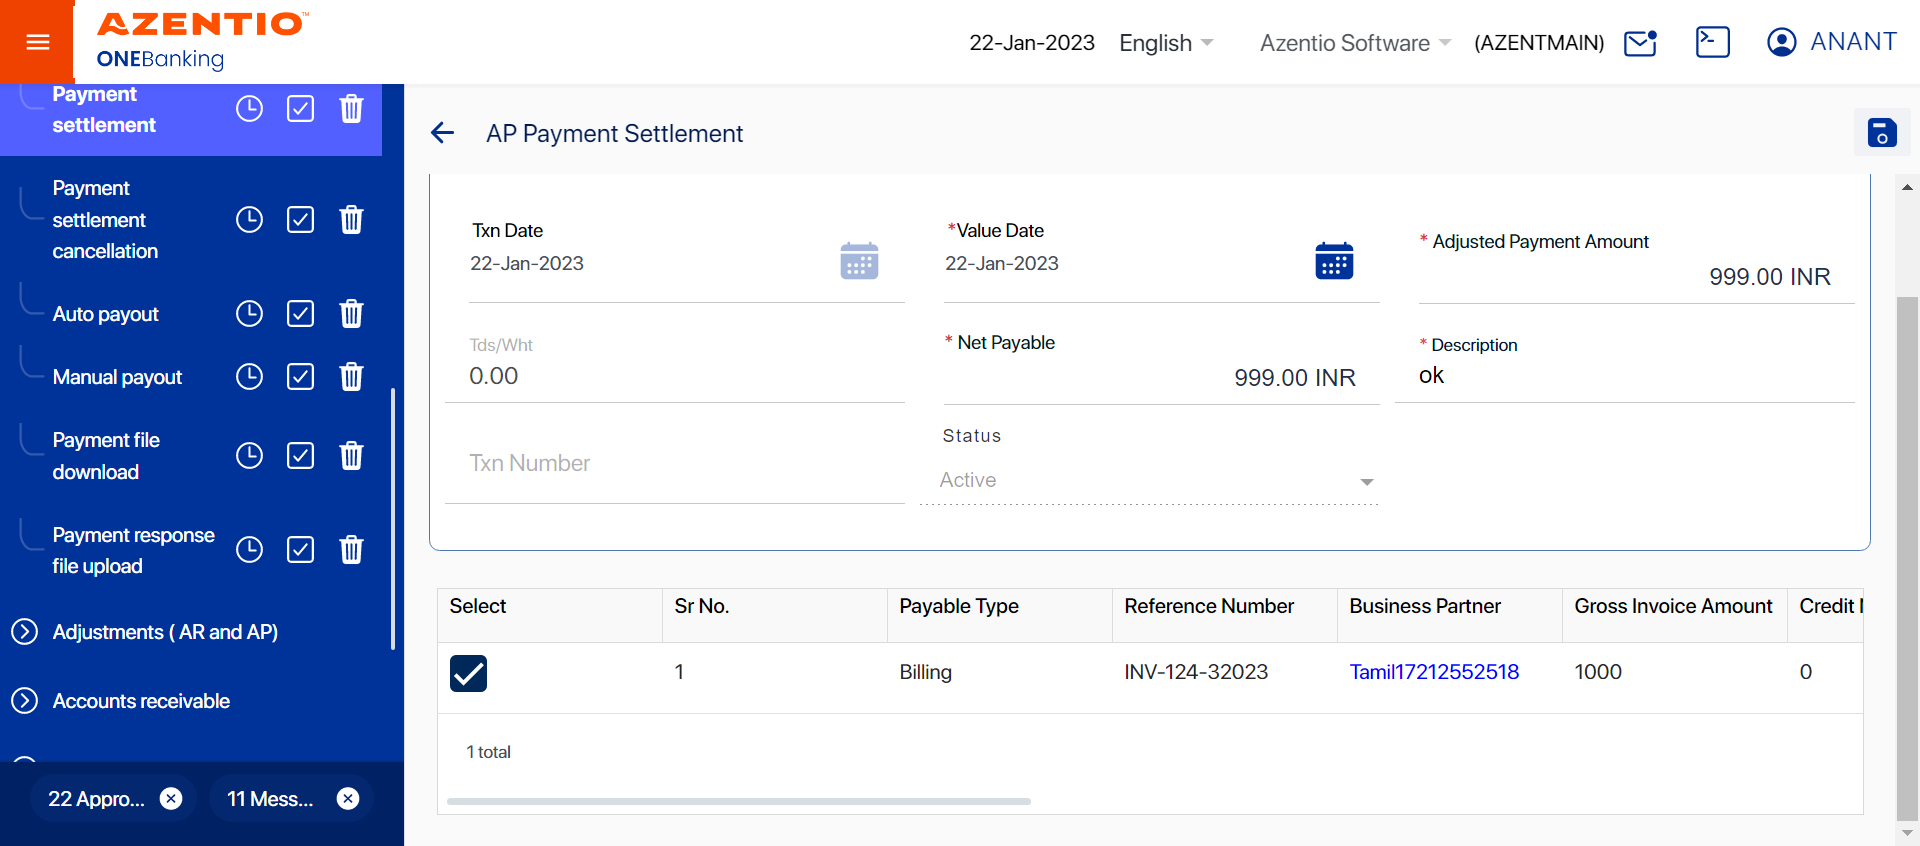 AZENTIO™
ONEBanking
22-Jan-2023 English Azentio Software (AZENTMAIN) ANANT
Payment
settlement
Payment
settlement
cancellation
Auto payout
Manual payout
Payment file
download
Payment response
file upload
Adjustments ( AR and AP)
Accounts receivable
22 Appro...
11 Mess...
AP Payment Settlement
Txn Date
22-Jan-2023
*Value Date
22-Jan-2023
* Adjusted Payment Amount
999.00 INR
Tds/Wht
0.00
* Net Payable
999.00 INR
* Description
ok
Txn Number
Status
Active
Select Sr No. Payable Type Reference Number Business Partner Gross Invoice Amount Credit
1 Billing INV-124-32023 Tamil17212552518 1000 0
1 total